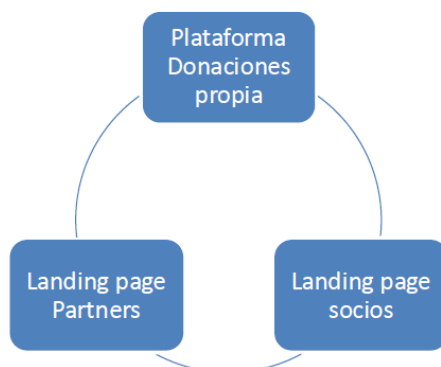 Plataforma
Donaciones
propia
Landing page
Partners
Landing page
socios